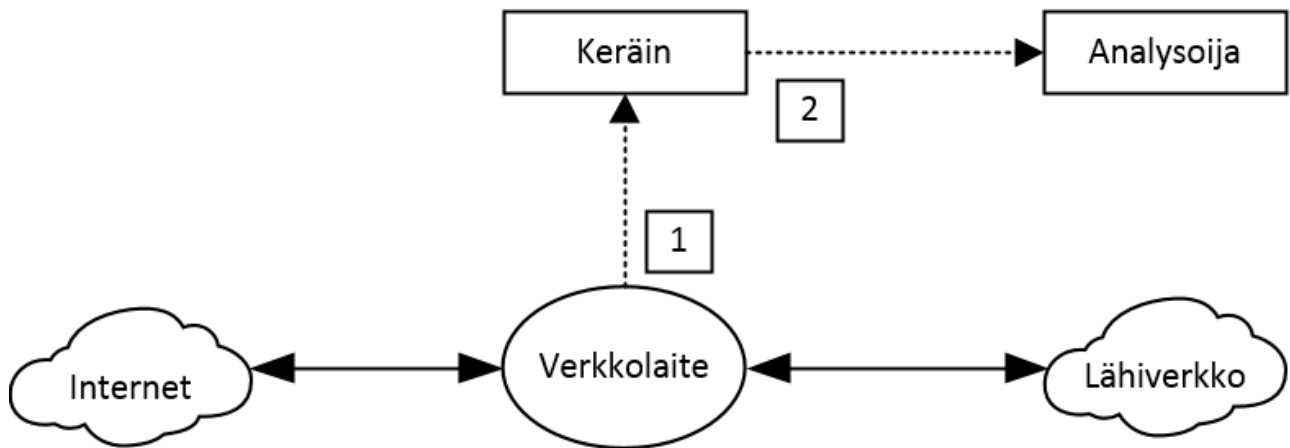 Keräin
Analysoija
2
1
Internet
Verkkolaite
Lähiverkko